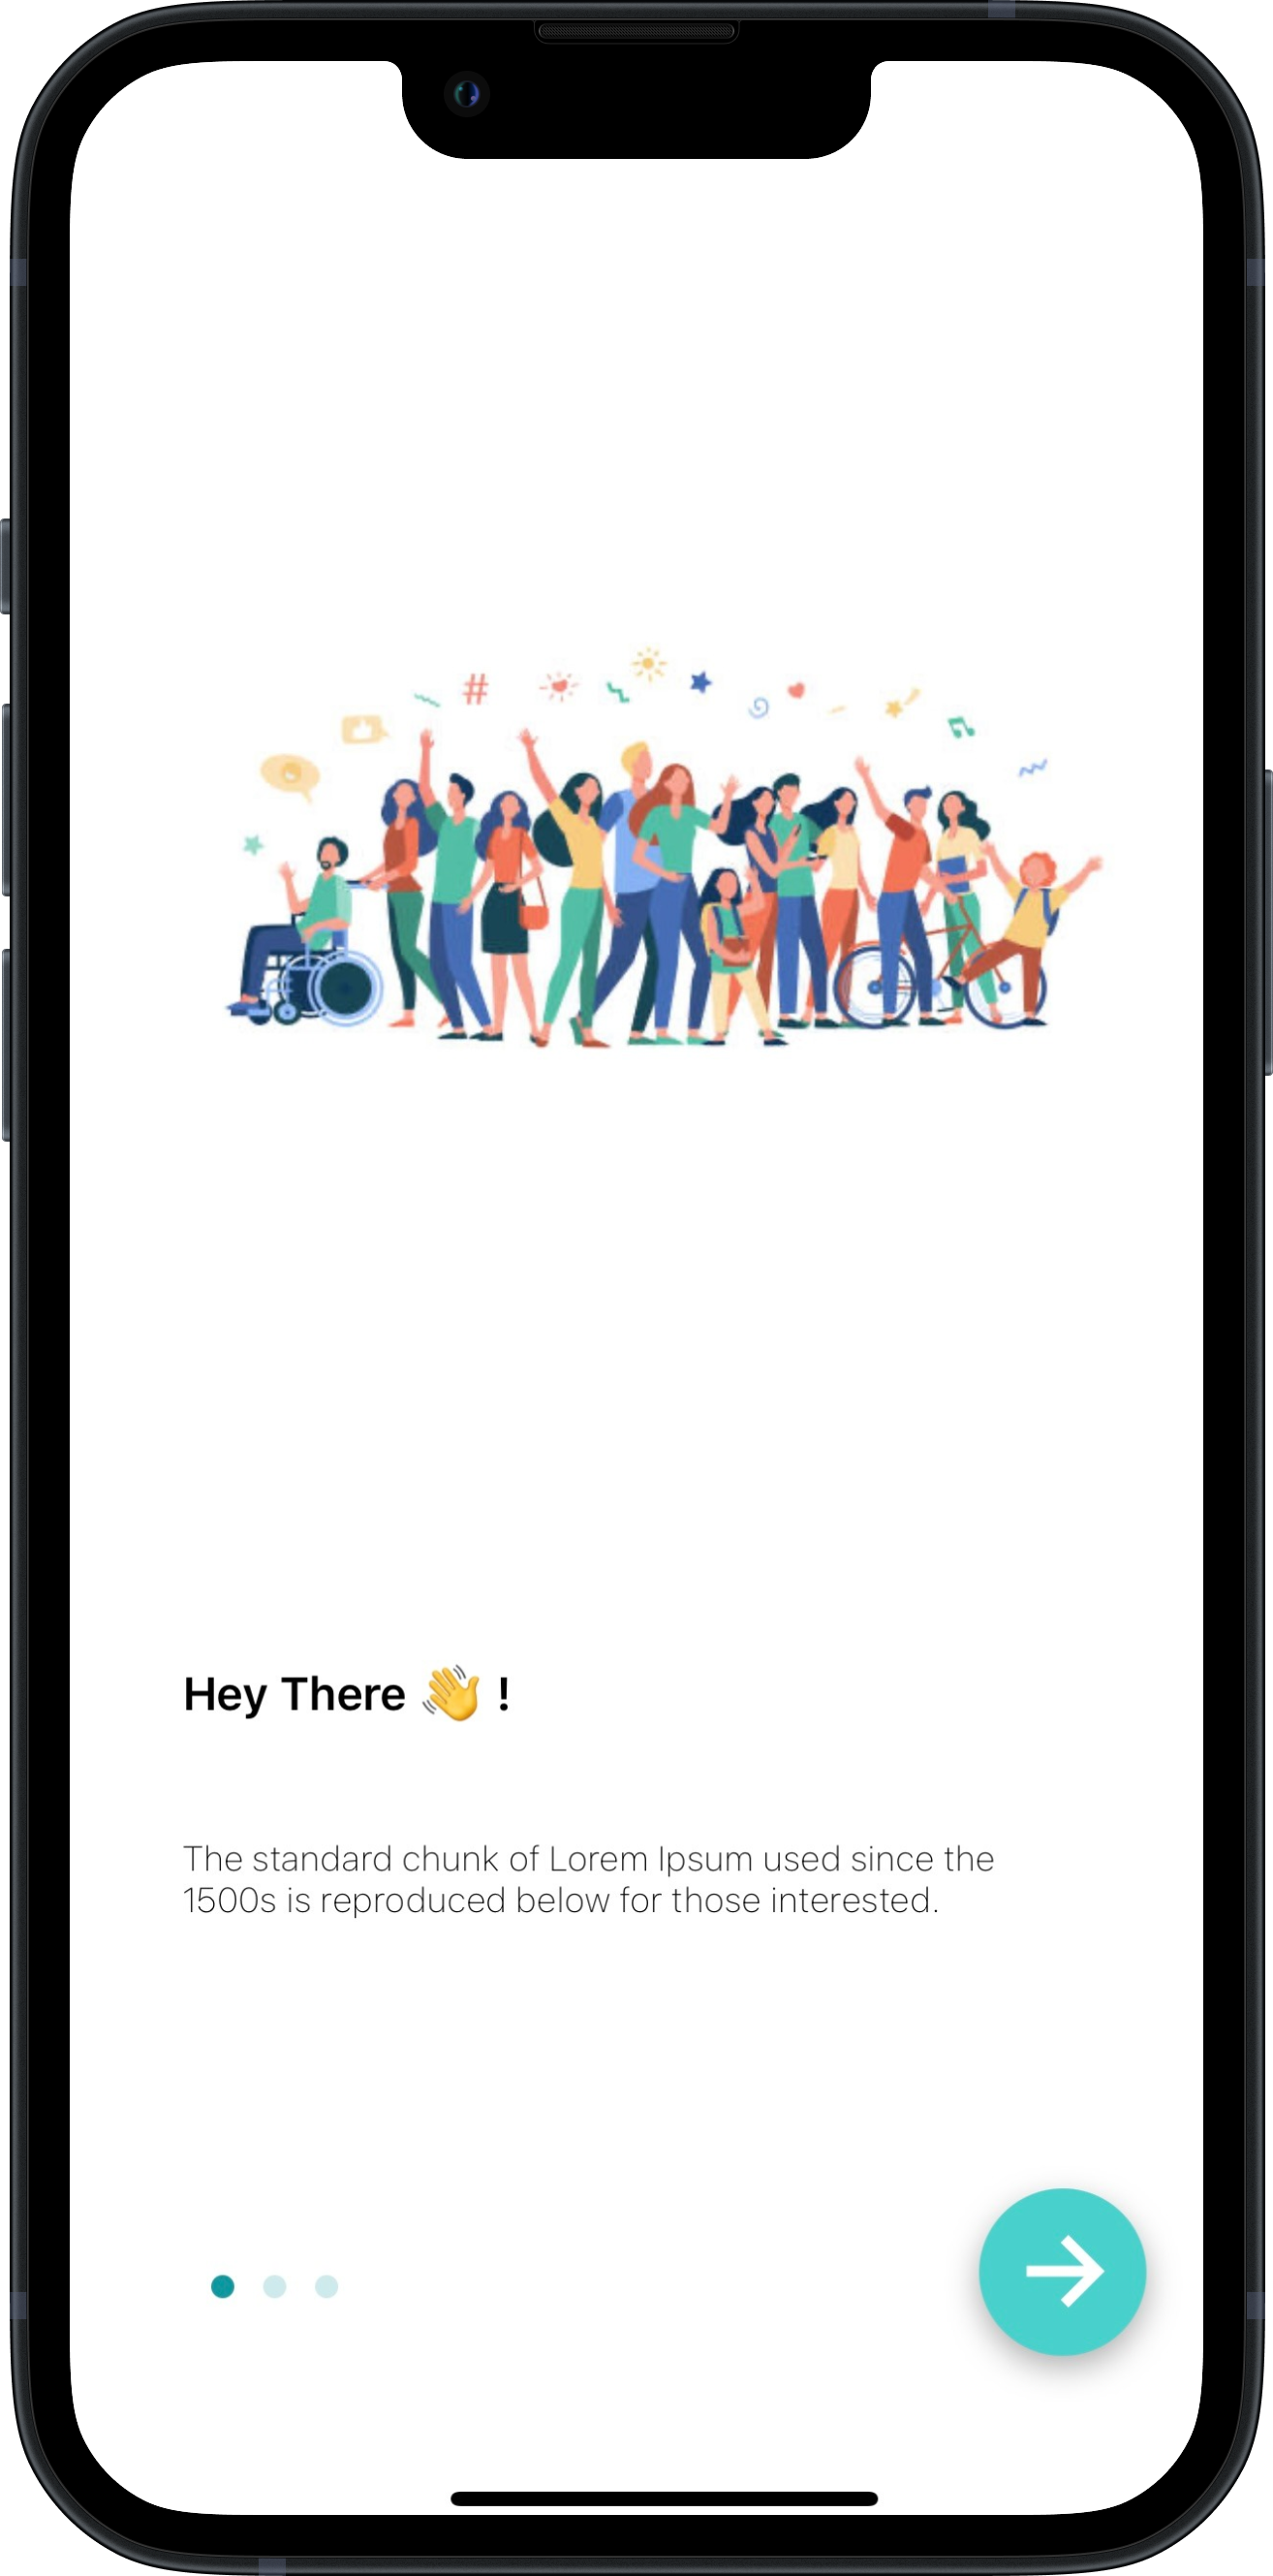 Hey There 👋 !
The standard chunk of Lorem Ipsum used since the
1500s is reproduced below for those interested.